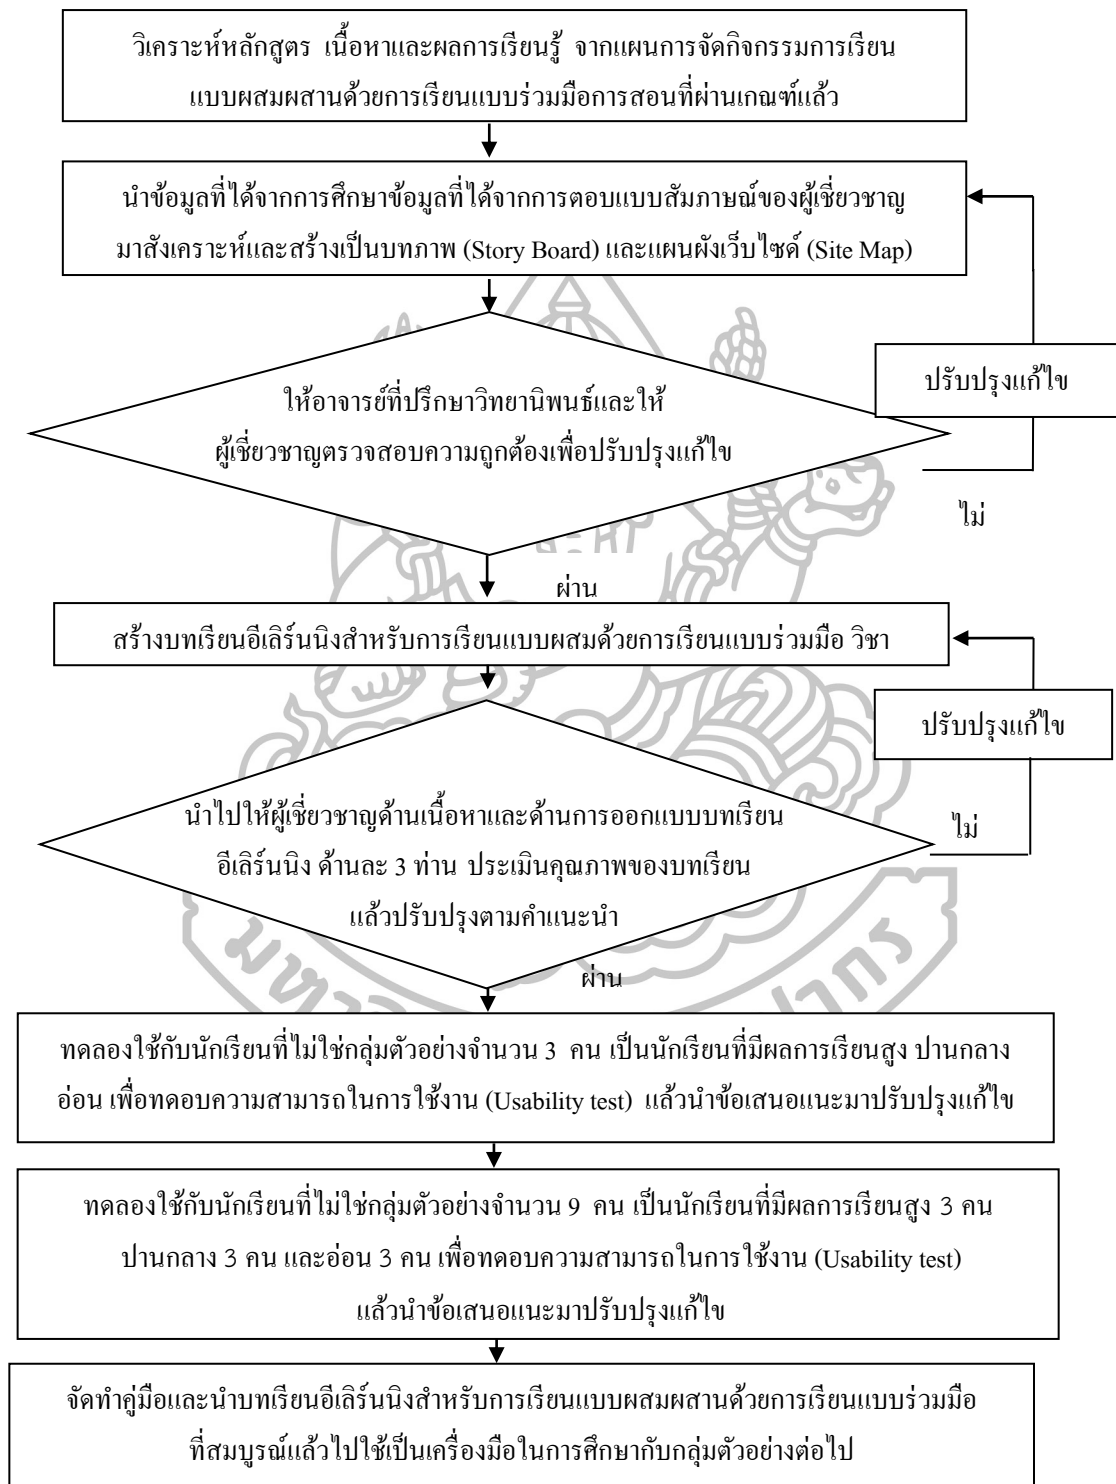 วิเคราะห์หลักสูตร เนื้อหาและผลการเรียนรู้ จากแผนการจัดกิจกรรมการเรียน
แบบผสมผสานด้วยการเรียนแบบร่วมมือการสอนที่ผ่านเกณฑ์แล้ว
นำข้อมูลที่ได้จากการศึกษาข้อมูลที่ได้จากการตอบแบบสัมภาษณ์ของผู้เชี่ยวชาญ
มาสังเคราะห์และสร้างเป็นบทภาพ (Story Board) และแผนผังเว็บไซด์ (Site Map)
ปรับปรุงแก้ไข
ให้อาจารย์ที่ปรึกษาวิทยานิพนธ์และให้
ผู้เชี่ยวชาญตรวจสอบความถูกต้องเพื่อปรับปรุงแก้ไข
ไม่
ผ่าน
สร้างบทเรียนอีเลิร์นนิงสำหรับการเรียนแบบผสมด้วยการเรียนแบบร่วมมือ วิชา
ปรับปรุงแก้ไข
นำไปให้ผู้เชี่ยวชาญด้านเนื้อหาและด้านการออกแบบบทเรียน
อีเลิร์นนิง ด้านละ 3 ท่าน ประเมินคุณภาพของบทเรียน
แล้วปรับปรุงตามคำแนะนำ
ไม่
ผ่าน
ทดลองใช้กับนักเรียนที่ไม่ใช่กลุ่มตัวอย่างจำนวน 3 คน เป็นนักเรียนที่มีผลการเรียนสูง ปานกลาง
อ่อน เพื่อทดอบความสามารถในการใช้งาน (Usability test) แล้วนำข้อเสนอแนะมาปรับปรุงแก้ไข
ทดลองใช้กับนักเรียนที่ไม่ใช่กลุ่มตัวอย่างจำนวน 9 คน เป็นนักเรียนที่มีผลการเรียนสูง 3 คน
ปานกลาง 3 คน และอ่อน 3 คน เพื่อทดอบความสามารถในการใช้งาน (Usability test)
แล้วนำข้อเสนอแนะมาปรับปรุงแก้ไข
จัดทำคู่มือและนำบทเรียนอีเลิร์นนิงสำหรับการเรียนแบบผสมผสานด้วยการเรียนแบบร่วมมือ
ที่สมบูรณ์แล้วไปใช้เป็นเครื่องมือในการศึกษากับกลุ่มตัวอย่างต่อไป